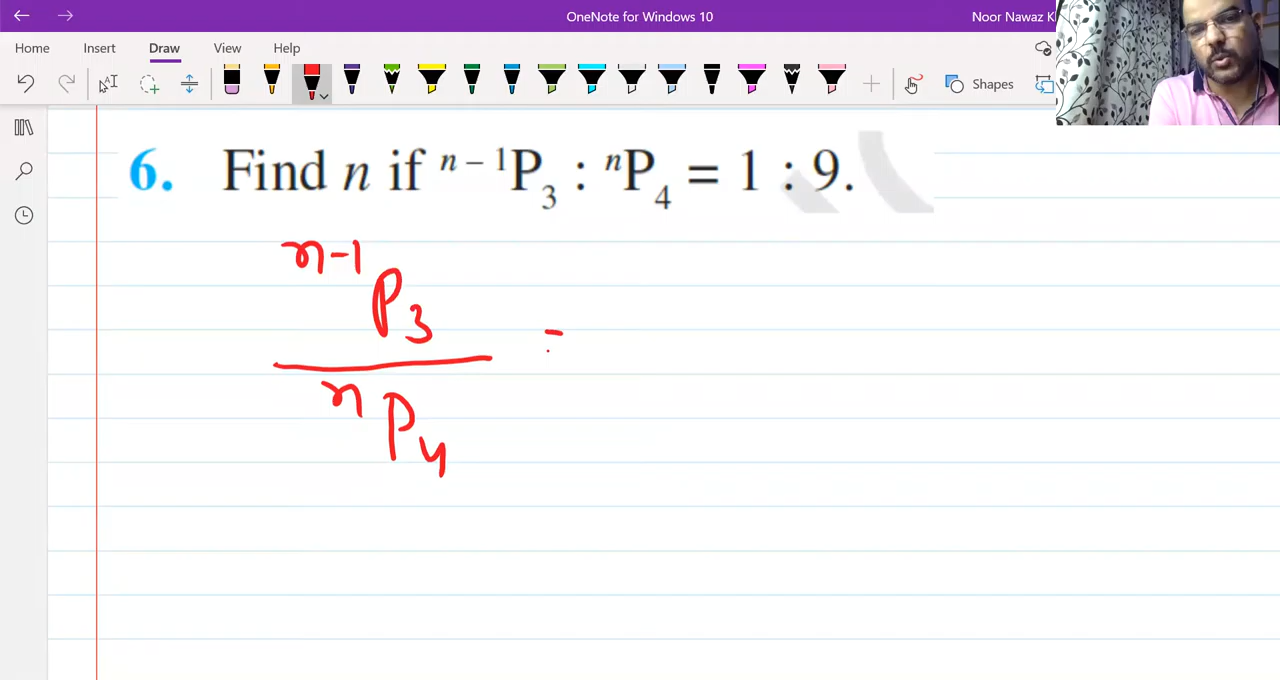 OneNote for Windows 10
Noor Nawaz K
Home Insert Draw View Help
Shapes
6. Find n if ⁿ⁻¹P₃ : ⁿP₄ = 1 : 9.
n-1
P₃
=
n
P₄